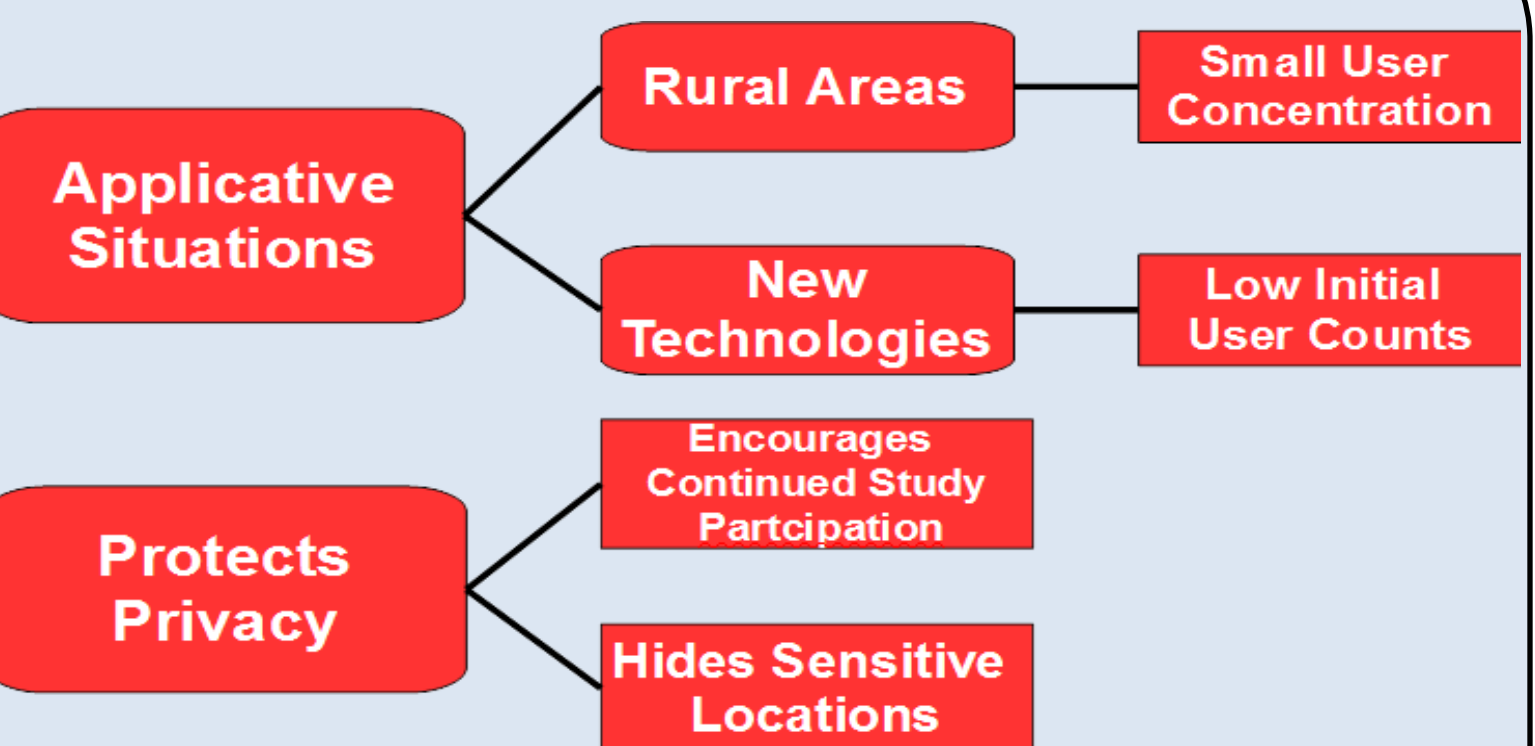 Applicative
Situations
Rural Areas
Small User
Concentration
New
Technologies
Low Initial
User Counts
Protects
Privacy
Encourages
Continued Study
Partcipation
Hides Sensitive
Locations